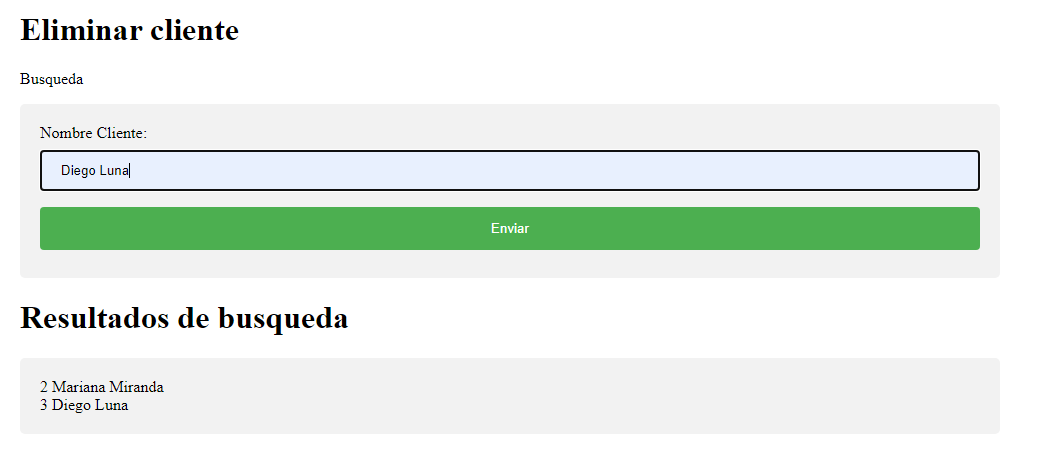 Eliminar cliente
Busqueda
Nombre Cliente:
Diego Luna
Enviar
Resultados de busqueda
2 Mariana Miranda
3 Diego Luna